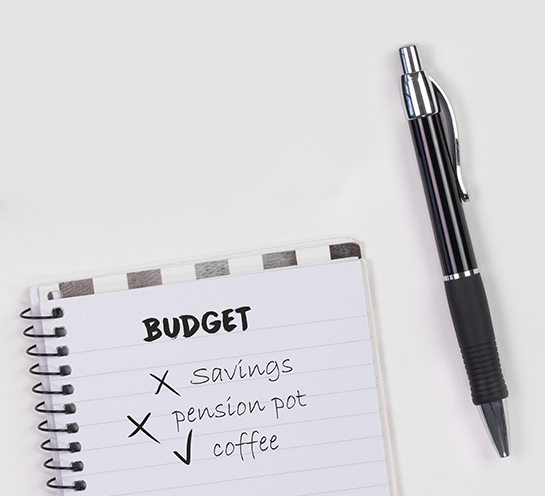 BUDGET
X savings
X pension pot
✓ coffee